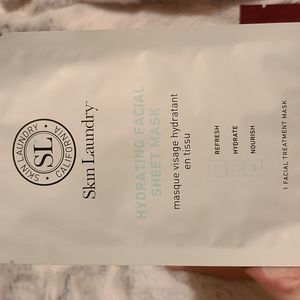 SKIN LAUNDRY
SL
CALIFORNIA
Skin Laundry™
HYDRATING FACIAL
SHEET MASK
masque visage hydratant
en tissu
REFRESH
HYDRATE
NOURISH
1 FACIAL TREATMENT MASK